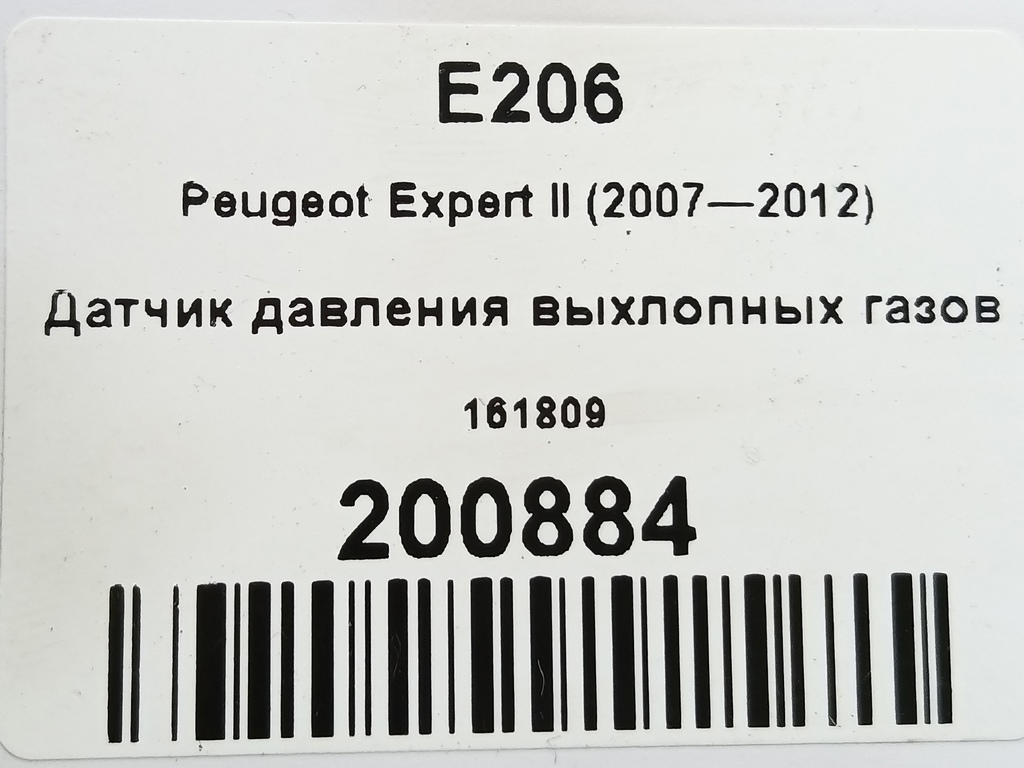 E206
Peugeot Expert II (2007—2012)
Датчик давления выхлопных газов
161809
200884